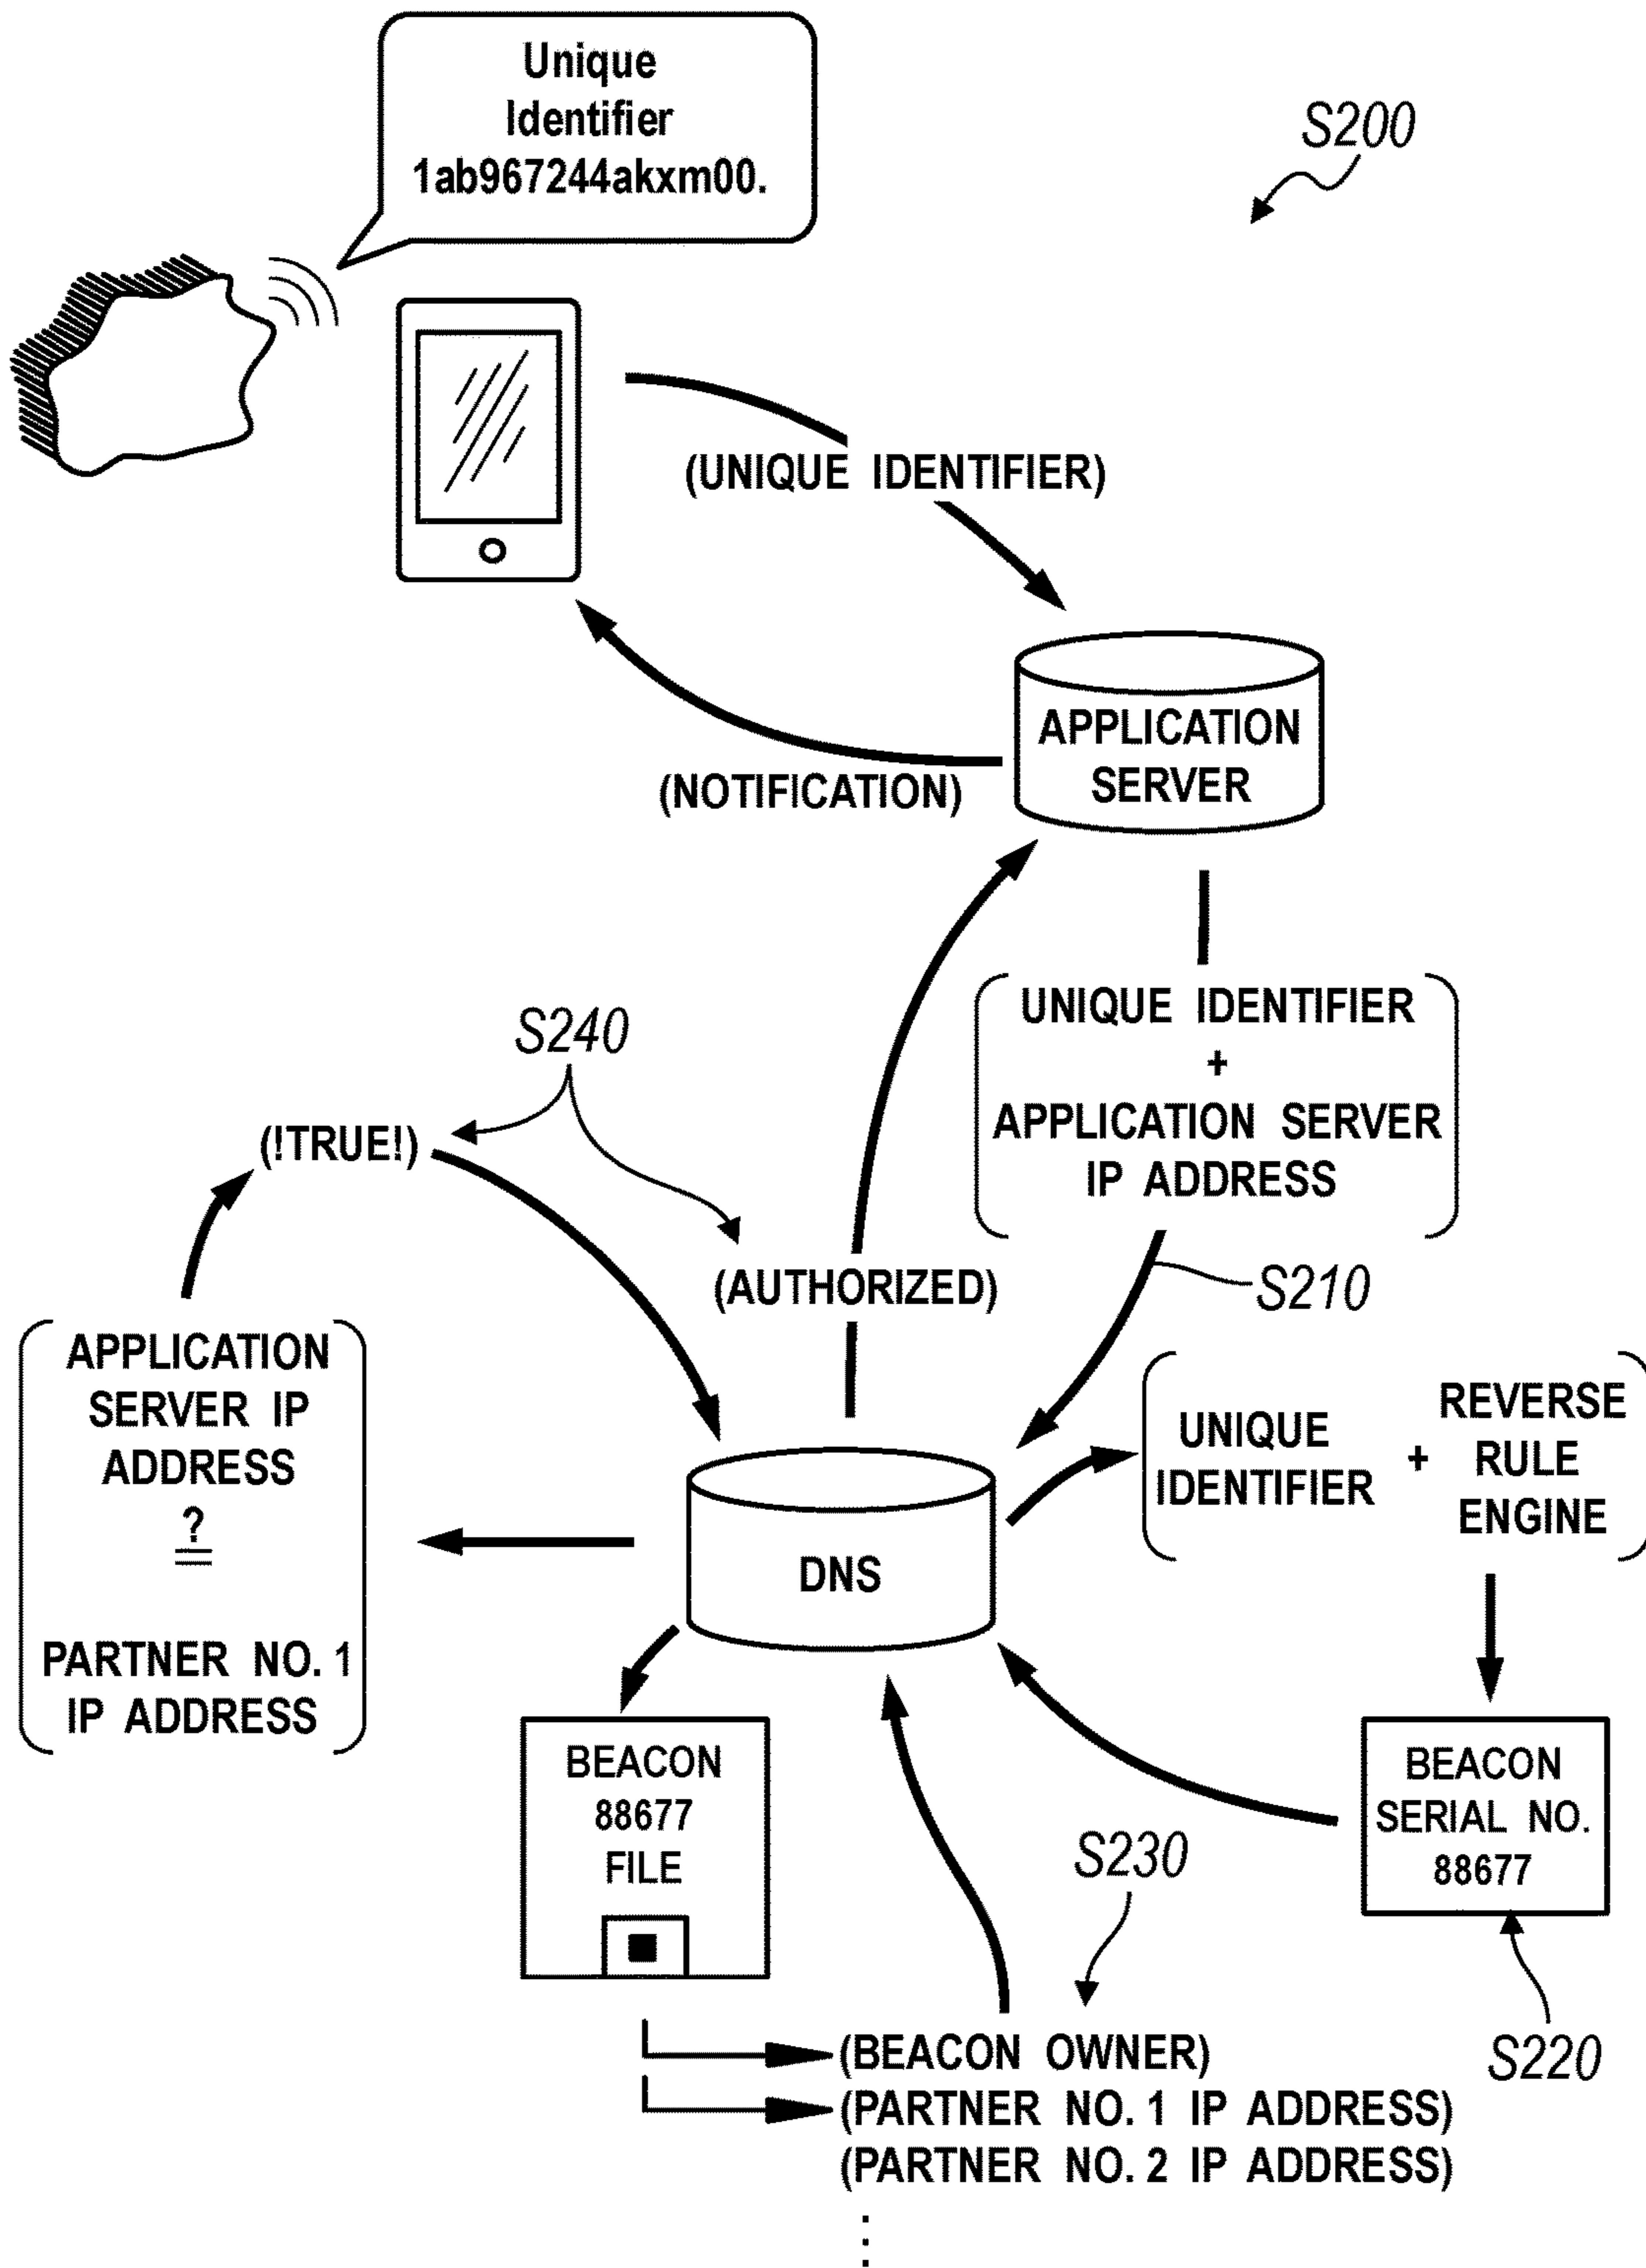 Unique
Identifier
1ab967244akxm00.
S200
(UNIQUE IDENTIFIER)
APPLICATION
SERVER
(NOTIFICATION)
UNIQUE IDENTIFIER
+
APPLICATION SERVER
IP ADDRESS
S240
(!TRUE!)
(AUTHORIZED)
S210
APPLICATION
SERVER IP
ADDRESS
?
=
PARTNER NO. 1
IP ADDRESS
UNIQUE
IDENTIFIER
+
REVERSE
RULE
ENGINE
DNS
BEACON
88677
FILE
S230
BEACON
SERIAL NO.
88677
S220
(BEACON OWNER)
(PARTNER NO. 1 IP ADDRESS)
(PARTNER NO. 2 IP ADDRESS)
⋮